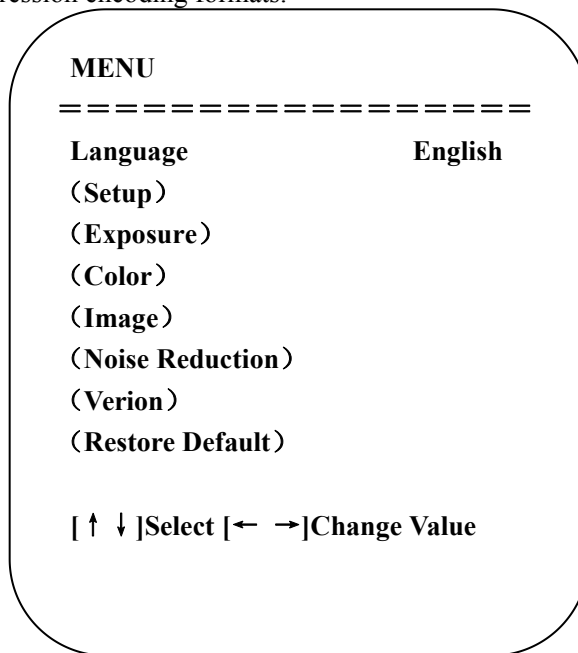 ression encoding formats.
MENU
==================
Language English
（Setup）
（Exposure）
（Color）
（Image）
（Noise Reduction）
（Verion）
（Restore Default）
[↑ ↓]Select [← →]Change Value